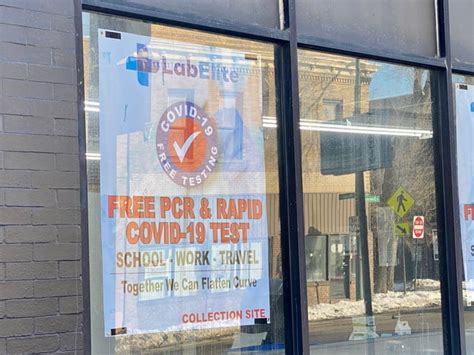 LabElite
COVID-19
FREE TESTING
FREE PCR & RAPID
COVID-19 TEST
SCHOOL - WORK - TRAVEL
Together We Can Flatten Curve
COLLECTION SITE